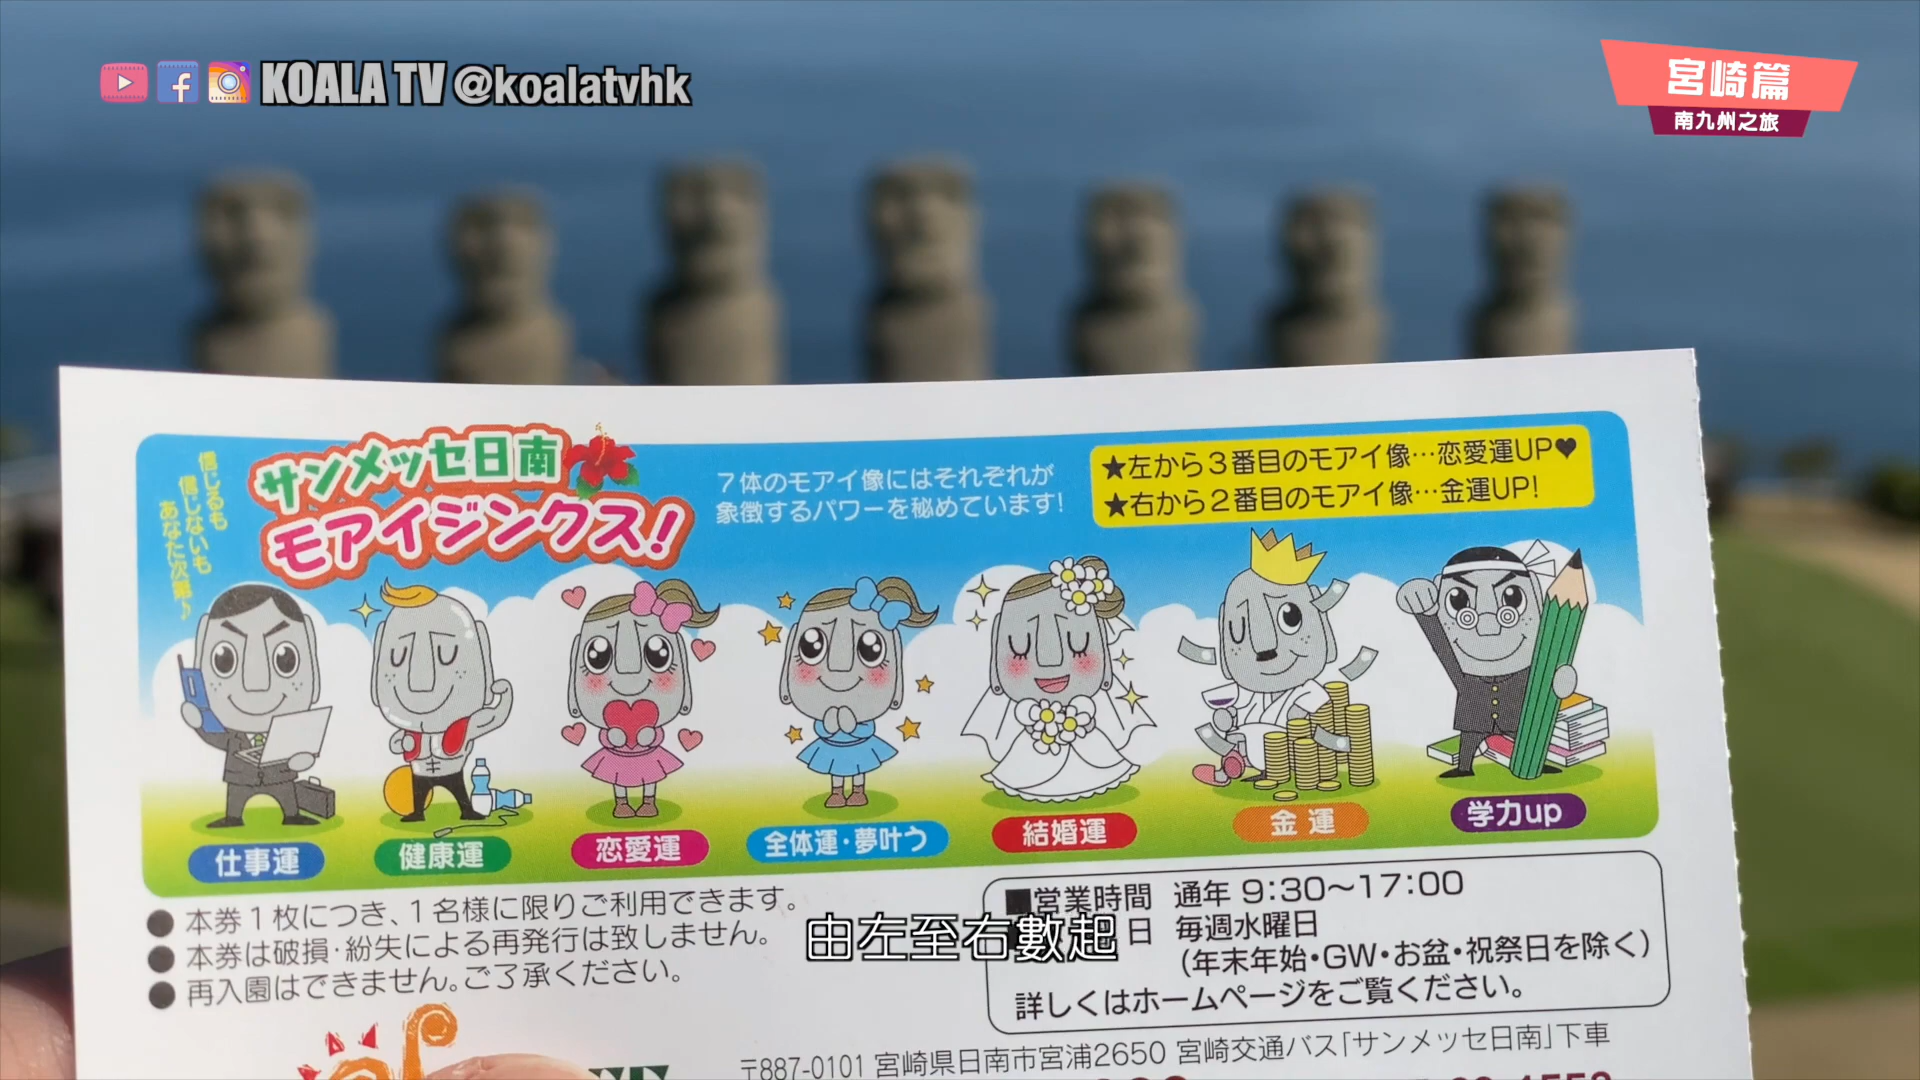 KOALA TV @koalatvhk
宮崎篇
南九州之旅
信じるも
信じないも
あなた次第♪
サンメッセ日南
モアイジンクス!
7体のモアイ像にはそれぞれが
象徴するパワーを秘めています!
★左から3番目のモアイ像…恋愛運UP♥
★右から2番目のモアイ像…金運UP!
仕事運
健康運
恋愛運
全体運・夢叶う
結婚運
金運
学力up
●本券1枚につき、1名様に限りご利用できます。
●本券は破損・紛失による再発行は致しません。
●再入園はできません。ご了承ください。
■営業時間 通年 9:30～17:00
日 毎週水曜日
(年末年始・GW・お盆・祝祭日を除く)
詳しくはホームページをご覧ください。
由左至右數起
〒887-0101 宮崎県日南市宮浦2650 宮崎交通バス「サンメッセ日南」下車